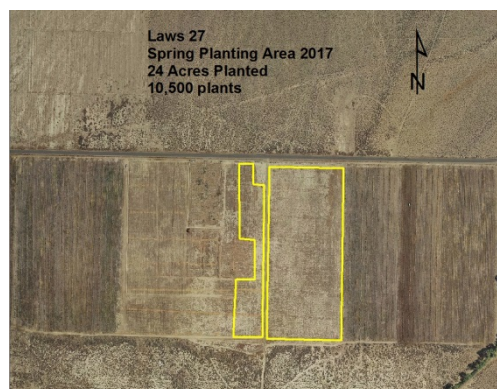 Laws 27
Spring Planting Area 2017
24 Acres Planted
10,500 plants
N